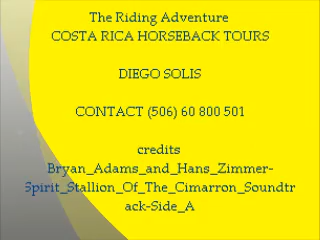 The Riding Adventure
COSTA RICA HORSEBACK TOURS
DIEGO SOLIS
CONTACT (506) 60 800 501
credits
Bryan_Adams_and_Hans_Zimmer-
Spirit_Stallion_Of_The_Cimarron_Soundtr
ack-Side_A